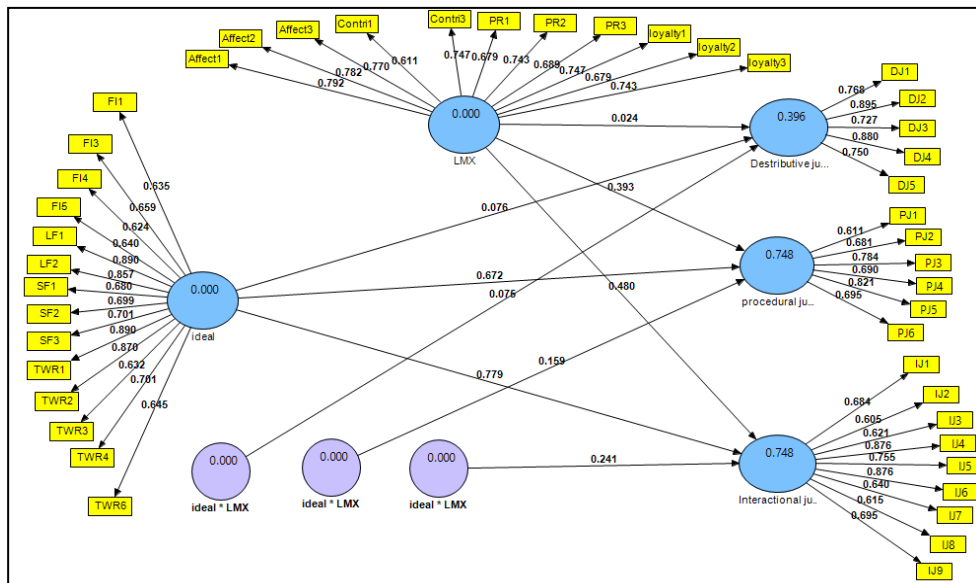 Affect1
Affect2
Affect3
Contri1
Contri3
PR1
PR2
PR3
loyalty1
loyalty2
loyalty3
0.792
0.782
0.770
0.611
0.747
0.679
0.743
0.689
0.747
0.679
0.743
0.000
LMX
0.024
0.393
0.480
FI1
FI3
FI4
FI5
LF1
LF2
SF1
SF2
SF3
TWR1
TWR2
TWR3
TWR4
TWR6
0.635
0.659
0.624
0.640
0.890
0.857
0.680
0.699
0.701
0.890
0.870
0.632
0.701
0.645
0.000
ideal
0.076
0.672
0.779
0.000
ideal * LMX
0.075
0.000
ideal * LMX
0.159
0.000
ideal * LMX
0.241
0.396
Destributive ju...
0.768
0.895
0.727
0.880
0.750
DJ1
DJ2
DJ3
DJ4
DJ5
0.748
procedural ju...
0.611
0.681
0.784
0.690
0.821
0.695
PJ1
PJ2
PJ3
PJ4
PJ5
PJ6
0.748
Interactional ju..
0.684
0.605
0.621
0.876
0.755
0.876
0.640
0.615
0.695
IJ1
IJ2
IJ3
IJ4
IJ5
IJ6
IJ7
IJ8
IJ9